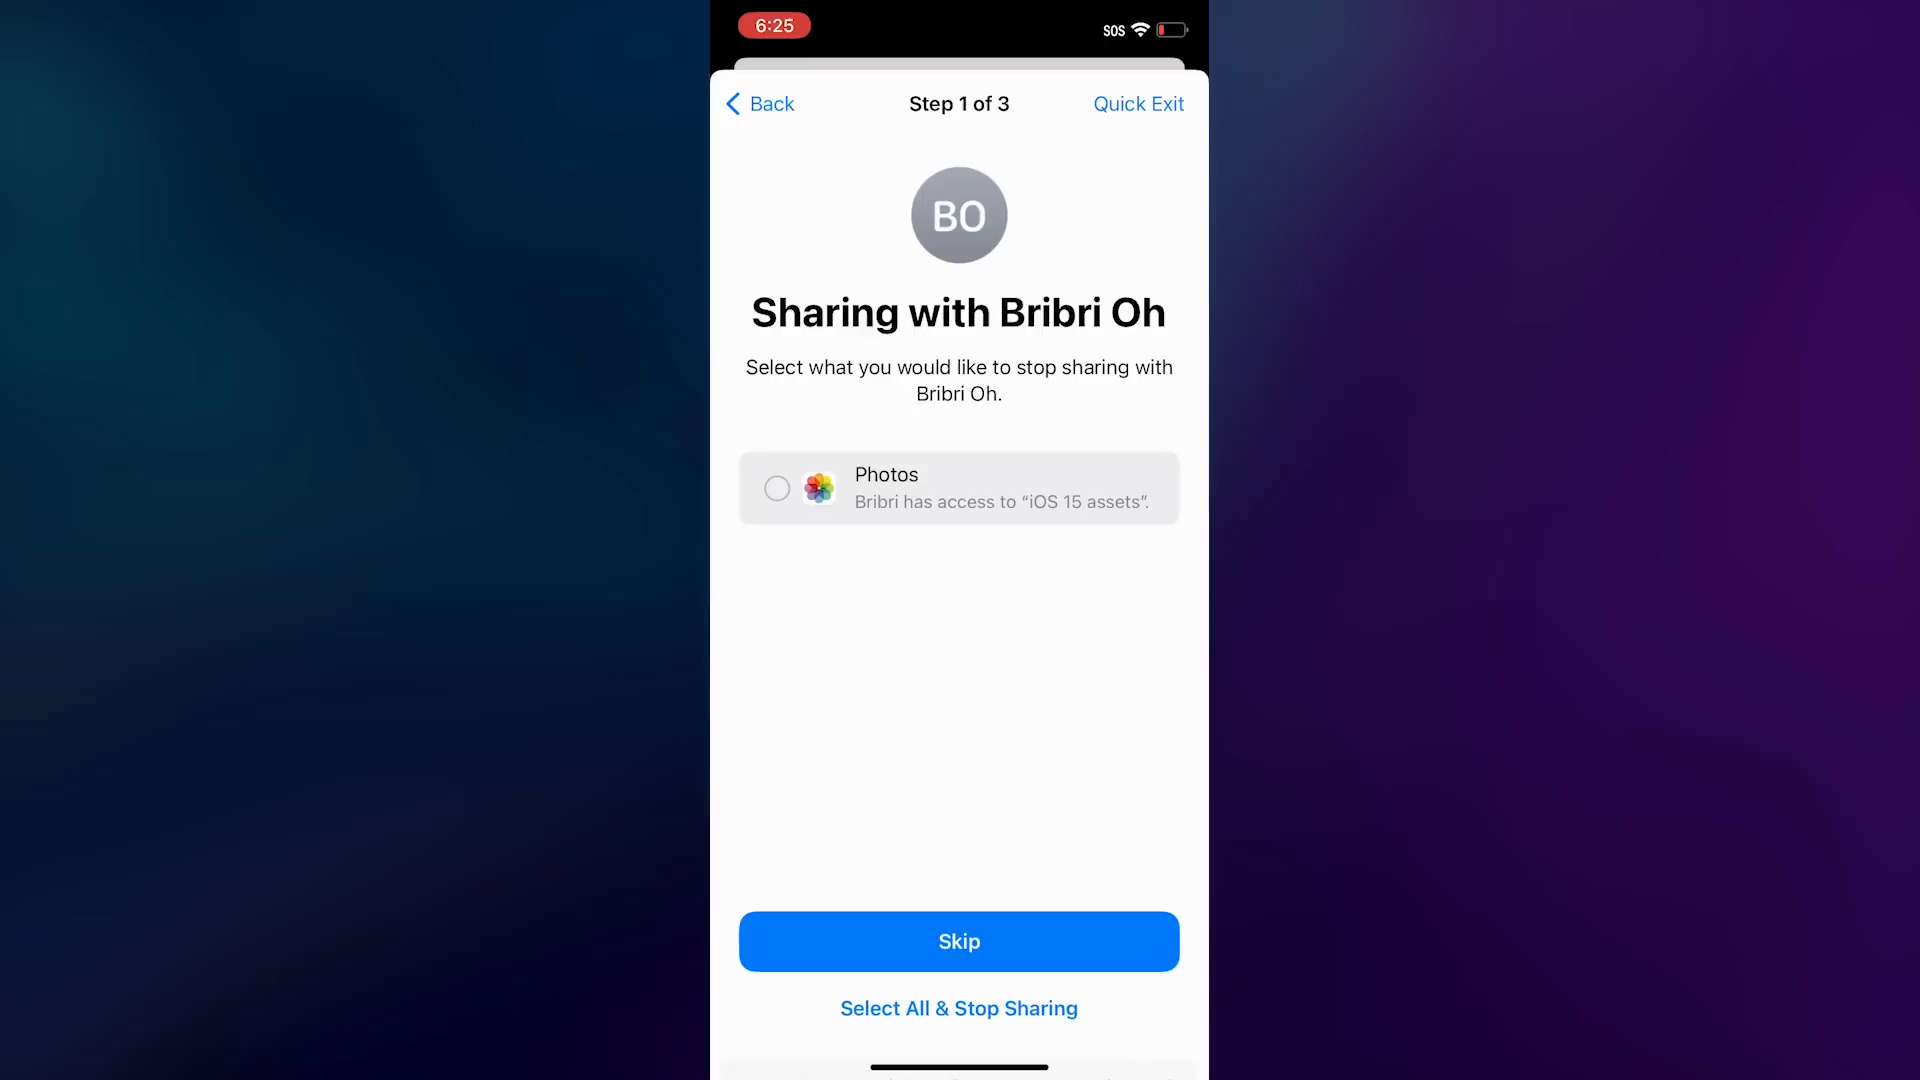 6:25
SOS
Back
Step 1 of 3
Quick Exit
BO
Sharing with Bribri Oh
Select what you would like to stop sharing with
Bribri Oh.
Photos
Bribri has access to “iOS 15 assets”.
Skip
Select All & Stop Sharing